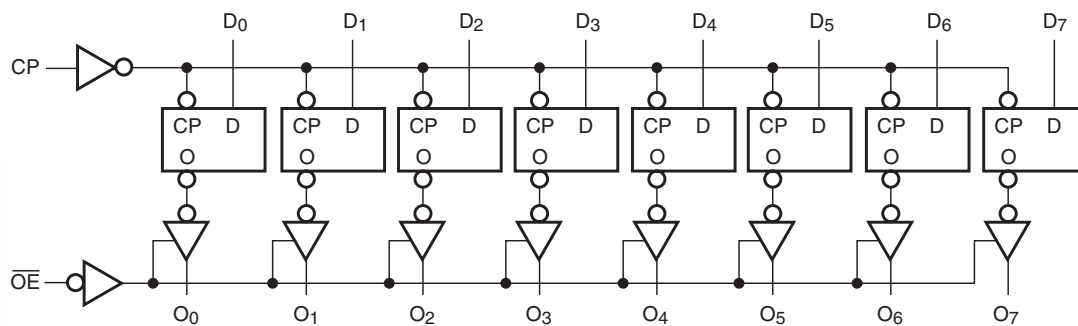 D0 D1 D2 D3 D4 D5 D6 D7
CP
CP D CP D CP D CP D CP D CP D CP D CP D
O O O O O O O O
OE
O0 O1 O2 O3 O4 O5 O6 O7